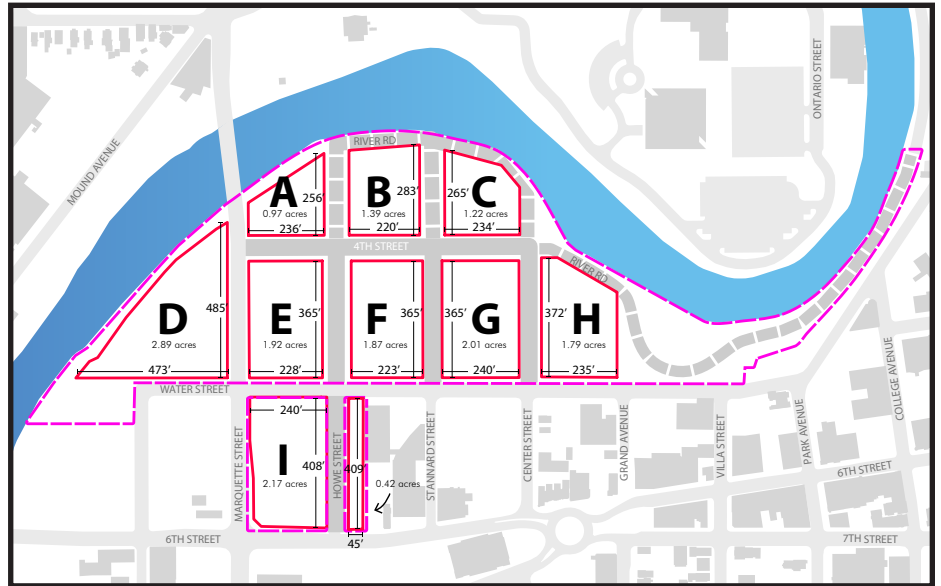 ONTARIO STREET
MOUND AVENUE
RIVER RD
A
256'
0.97 acres
236'
B
283'
1.39 acres
220'
C
265'
1.22 acres
234'
4TH STREET
RIVER RD
D
485'
2.89 acres
473'
E
365'
1.92 acres
228'
F
365'
1.87 acres
223'
G
365'
2.01 acres
240'
H
372'
1.79 acres
235'
WATER STREET
240'
I
408'
2.17 acres
409'
0.42 acres
45'
MARQUETTE STREET
HOWE STREET
STANNARD STREET
CENTER STREET
GRAND AVENUE
VILLA STREET
PARK AVENUE
COLLEGE AVENUE
6TH STREET
6TH STREET
7TH STREET